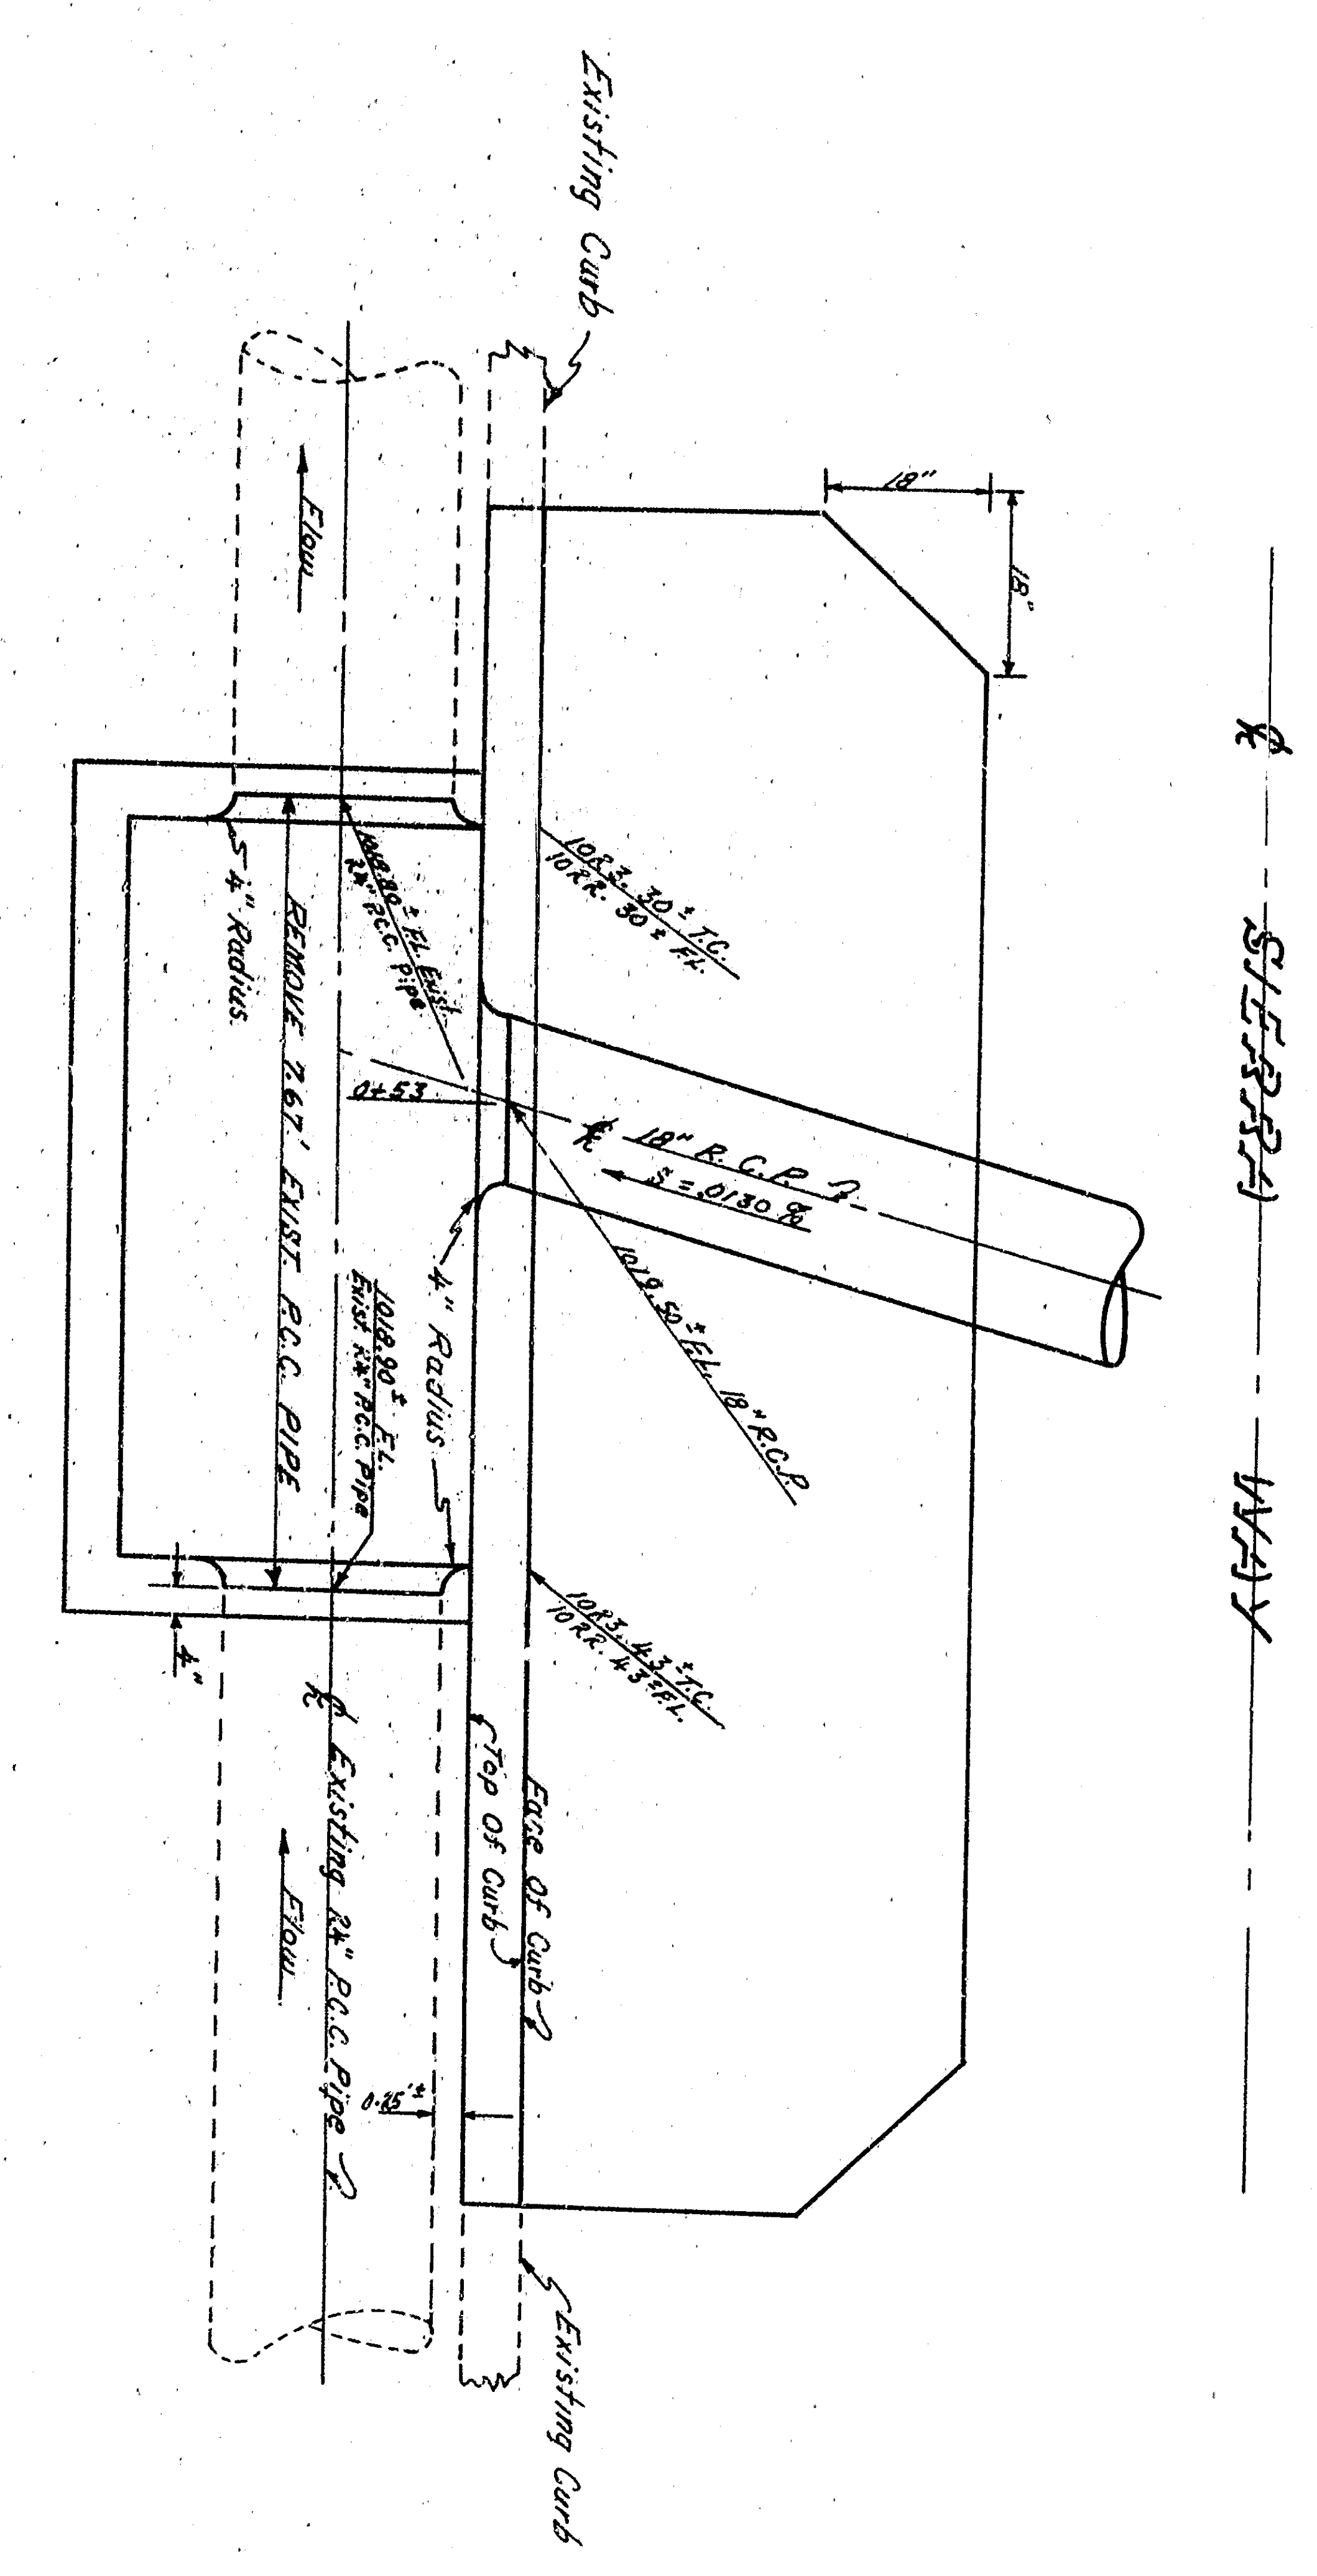 ℄ SIERRA WAY
18"
18"
Existing Curb
1023.30± T.C.
1022.30± F.L.
℄ 18" R.C.P.
S = .0130 %
1019.50± F.L. 18" R.C.P.
1023.43± T.C.
1022.43± F.L.
Face Of Curb
Top Of Curb
Existing Curb
Flow
1018.80± F.L. Exist.
24" P.C.C. Pipe
0+53
4" Radius
1018.90± F.L.
Exist 24" P.C.C. Pipe
4" Radius
REMOVE 7.67' EXIST. P.C.C. PIPE
4"
℄ Existing 24" P.C.C. Pipe
Flow
0.25'±